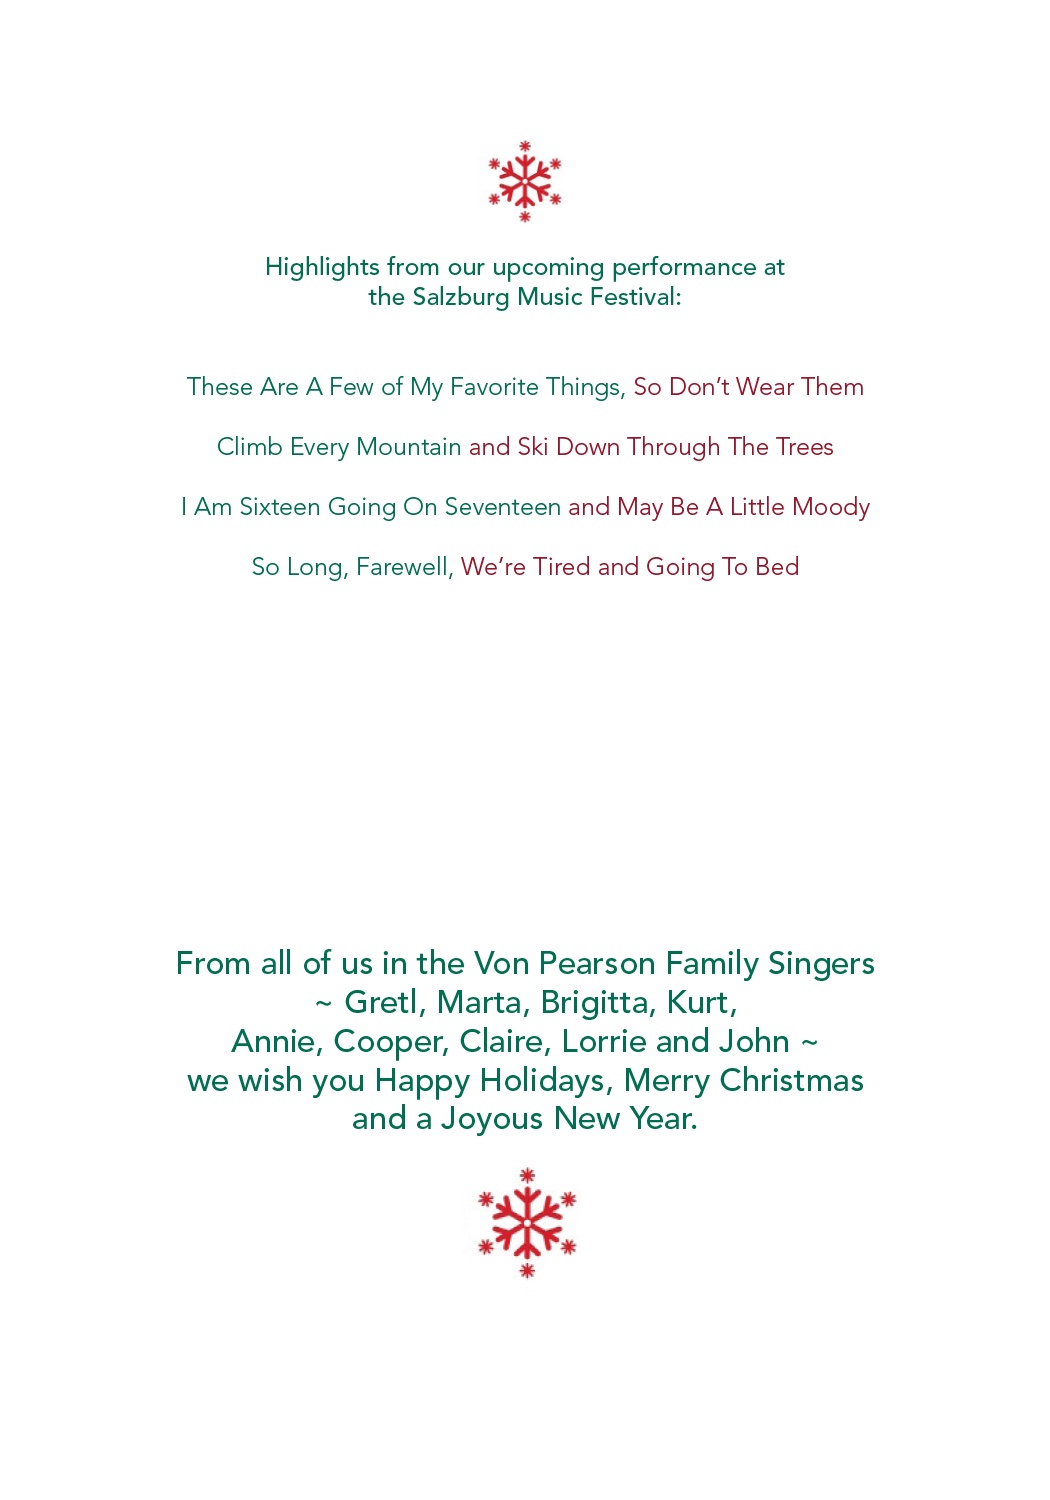 Highlights from our upcoming performance at
the Salzburg Music Festival:
These Are A Few of My Favorite Things, So Don’t Wear Them
Climb Every Mountain and Ski Down Through The Trees
I Am Sixteen Going On Seventeen and May Be A Little Moody
So Long, Farewell, We’re Tired and Going To Bed
From all of us in the Von Pearson Family Singers
~ Gretl, Marta, Brigitta, Kurt,
Annie, Cooper, Claire, Lorrie and John ~
we wish you Happy Holidays, Merry Christmas
and a Joyous New Year.